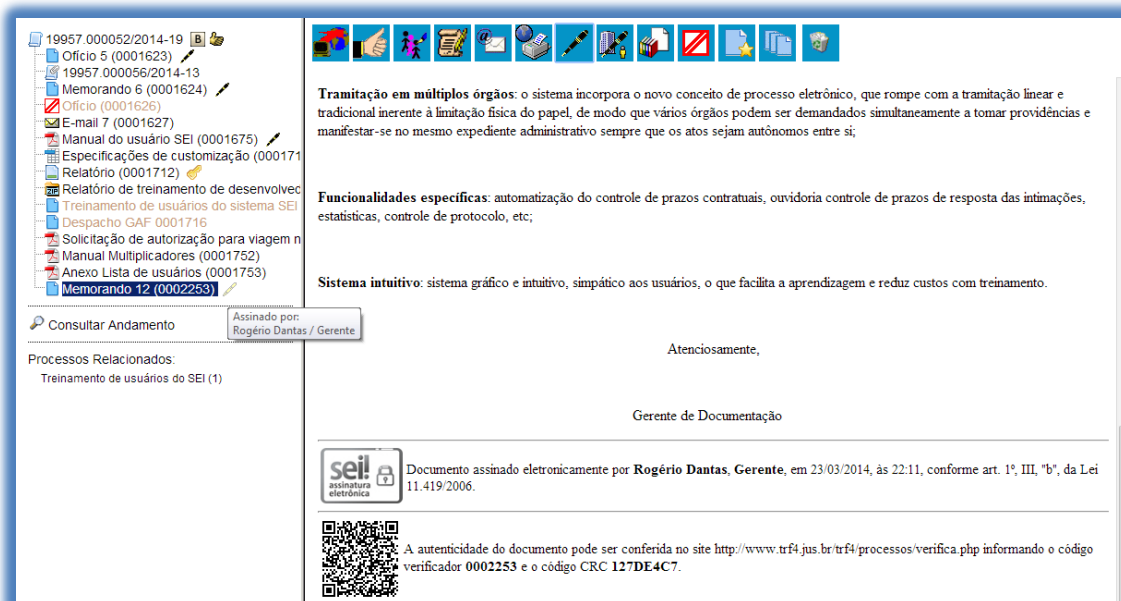 19957.000052/2014-19 B
Ofício 5 (0001623)
19957.000056/2014-13
Memorando 6 (0001624)
Ofício (0001626)
E-mail 7 (0001627)
Manual do usuário SEI (0001675)
Especificações de customização (000171
Relatório (0001712)
ZIP Relatório de treinamento de desenvolvec
Treinamento de usuários do sistema SEI
Despacho GAF 0001716
Solicitação de autorização para viagem n
Manual Multiplicadores (0001752)
Anexo Lista de usuários (0001753)
Memorando 12 (0002253)
Assinado por:
Rogério Dantas / Gerente
Consultar Andamento
Processos Relacionados:
Treinamento de usuários do SEI (1)
Tramitação em múltiplos órgãos: o sistema incorpora o novo conceito de processo eletrônico, que rompe com a tramitação linear e
tradicional inerente à limitação física do papel, de modo que vários órgãos podem ser demandados simultaneamente a tomar providências e
manifestar-se no mesmo expediente administrativo sempre que os atos sejam autônomos entre si;
Funcionalidades específicas: automatização do controle de prazos contratuais, ouvidoria controle de prazos de resposta das intimações,
estatisticas, controle de protocolo, etc;
Sistema intuitivo: sistema gráfico e intuitivo, simpático aos usuários, o que facilita a aprendizagem e reduz custos com treinamento.
Atenciosamente,
Gerente de Documentação
sei!
assinatura
eletrônica
Documento assinado eletronicamente por Rogério Dantas, Gerente, em 23/03/2014, às 22:11, conforme art. 1º, III, "b", da Lei
11.419/2006.
A autenticidade do documento pode ser conferida no site http://www.trf4.jus.br/trf4/processos/verifica.php informando o código
verificador 0002253 e o código CRC 127DE4C7.